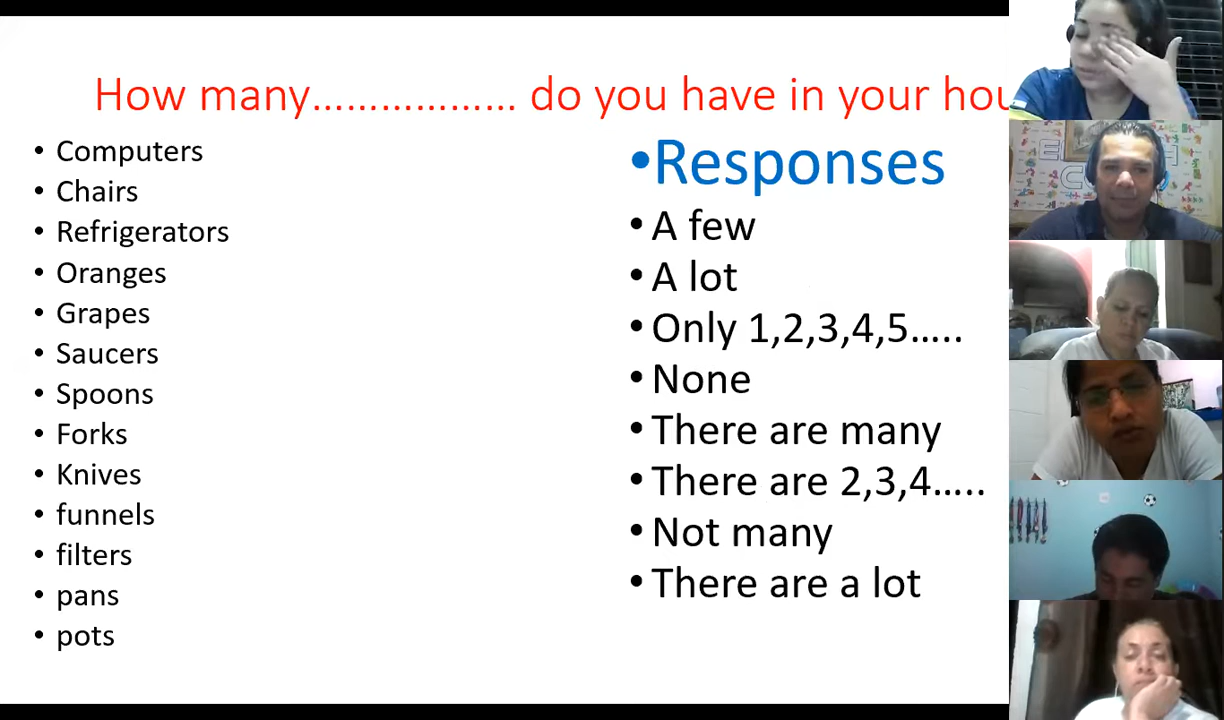 How many……………… do you have in your hou
• Computers
• Chairs
• Refrigerators
• Oranges
• Grapes
• Saucers
• Spoons
• Forks
• Knives
• funnels
• filters
• pans
• pots
•Responses
• A few
• A lot
• Only 1,2,3,4,5…..
• None
• There are many
• There are 2,3,4…..
• Not many
• There are a lot